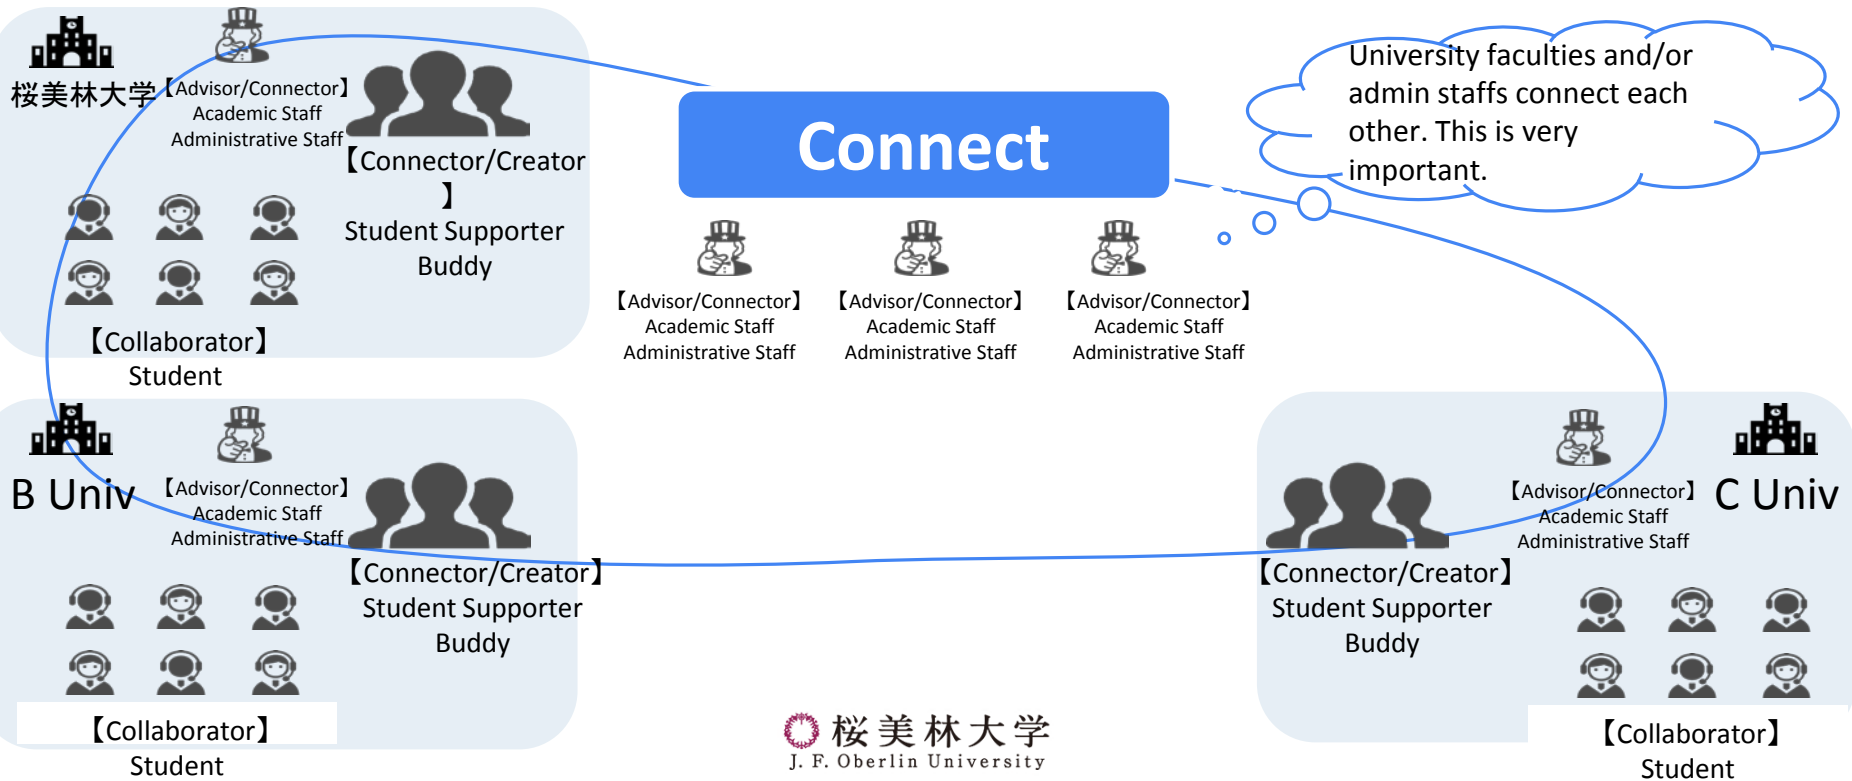 桜美林大学
【Advisor/Connector】
Academic Staff
Administrative Staff
【Connector/Creator
】
Student Supporter
Buddy
【Collaborator】
Student
Connect
University faculties and/or
admin staffs connect each
other. This is very
important.
【Advisor/Connector】
Academic Staff
Administrative Staff
【Advisor/Connector】
Academic Staff
Administrative Staff
【Advisor/Connector】
Academic Staff
Administrative Staff
B Univ
【Advisor/Connector】
Academic Staff
Administrative Staff
【Connector/Creator】
Student Supporter
Buddy
【Collaborator】
Student
C Univ
【Advisor/Connector】
Academic Staff
Administrative Staff
【Connector/Creator】
Student Supporter
Buddy
【Collaborator】
Student
桜美林大学
J. F. Oberlin University